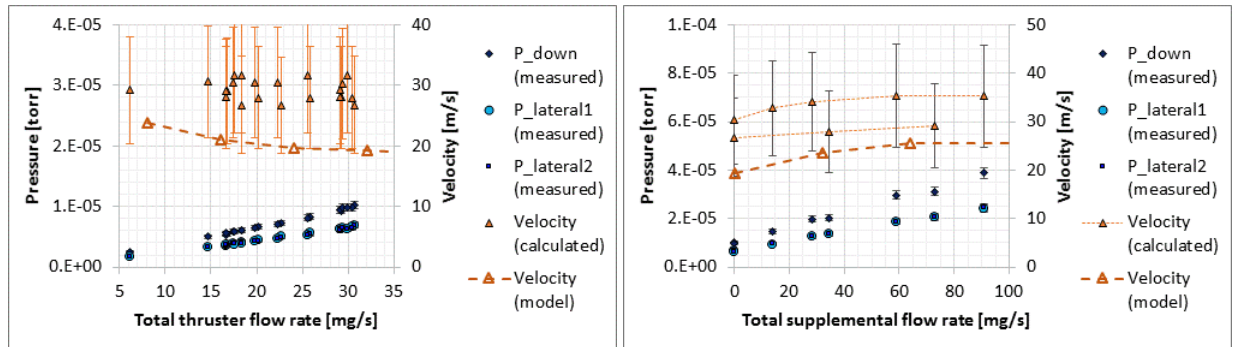 4.E-05
3.E-05
2.E-05
1.E-05
0.E+00
Pressure [torr]
40
30
20
10
0
Velocity [m/s]
5 10 15 20 25 30 35
Total thruster flow rate [mg/s]
P_down
(measured)
P_lateral1
(measured)
P_lateral2
(measured)
Velocity
(calculated)
Velocity
(model)
1.E-04
8.E-05
6.E-05
4.E-05
2.E-05
0.E+00
Pressure [torr]
50
40
30
20
10
0
Velocity [m/s]
0 20 40 60 80 100
Total supplemental flow rate [mg/s]
P_down
(measured)
P_lateral1
(measured)
P_lateral2
(measured)
Velocity
(calculated)
Velocity
(model)